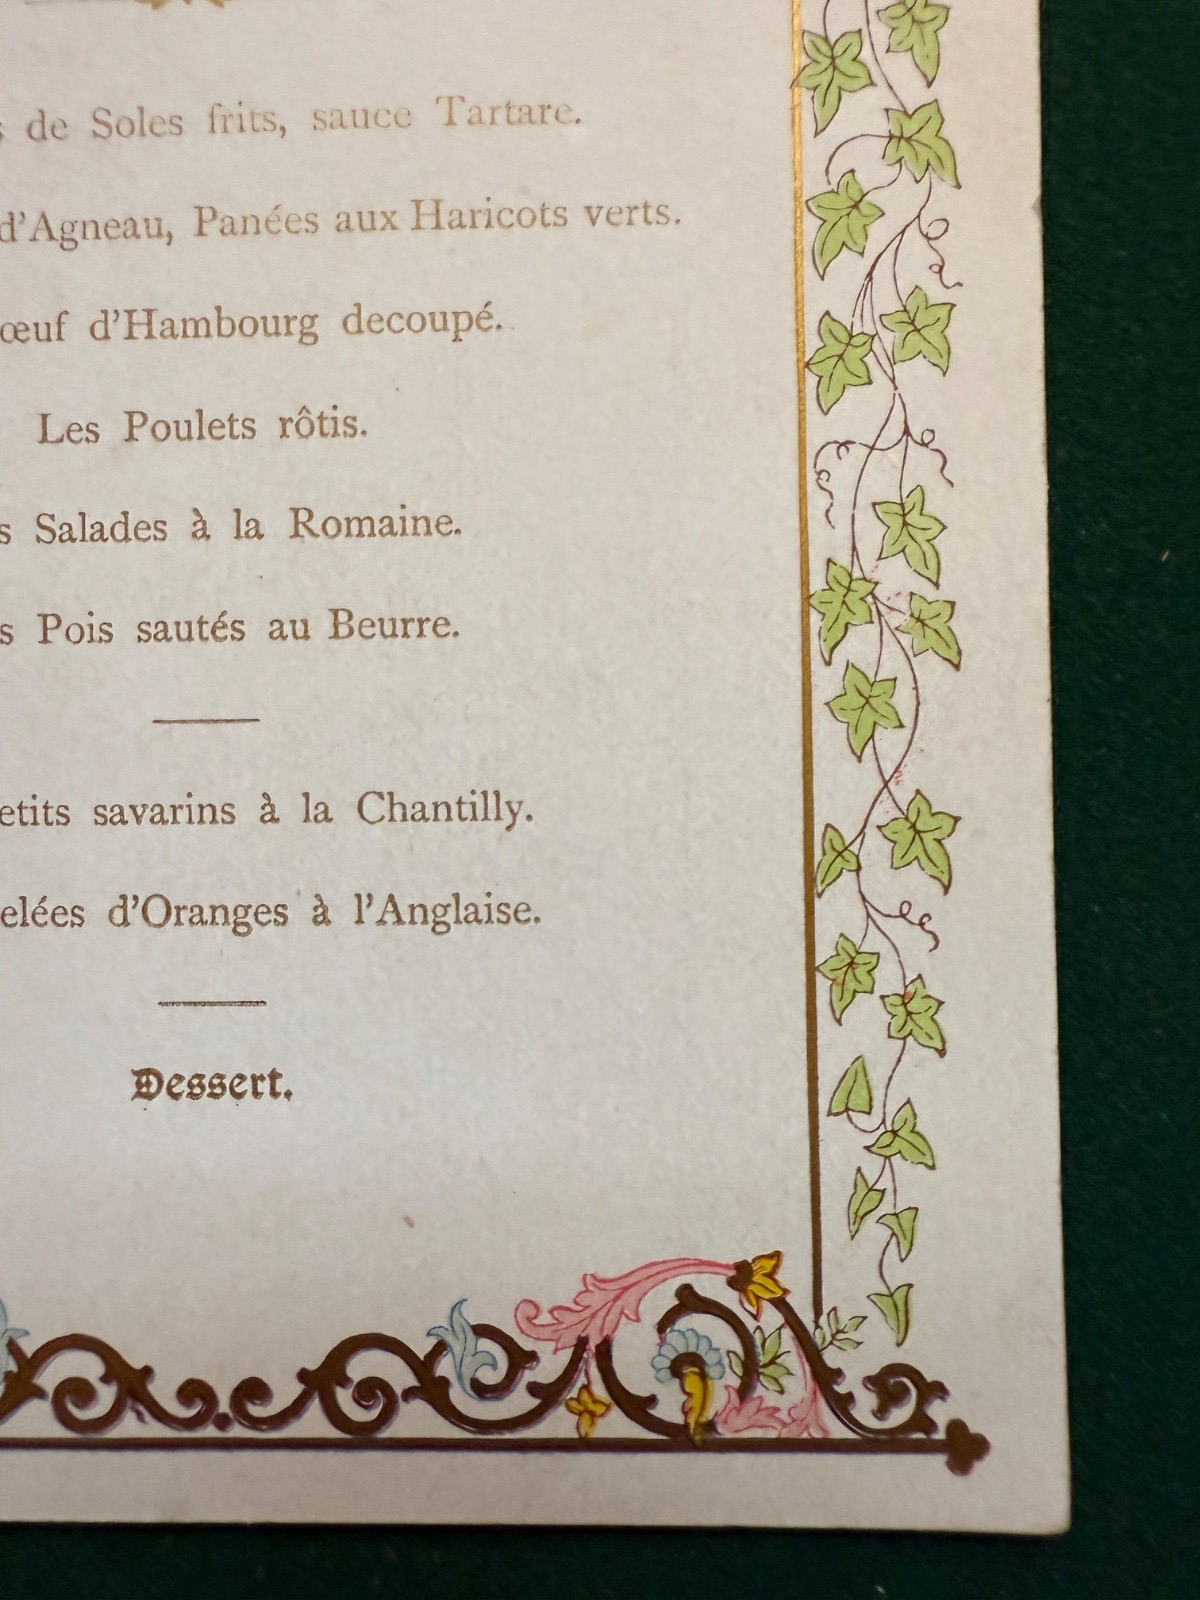 de Soles frits, sauce Tartare.
d'Agneau, Panées aux Haricots verts.
œuf d'Hambourg decoupé.
Les Poulets rôtis.
s Salades à la Romaine.
s Pois sautés au Beurre.
etits savarins à la Chantilly.
elées d'Oranges à l'Anglaise.
Dessert.